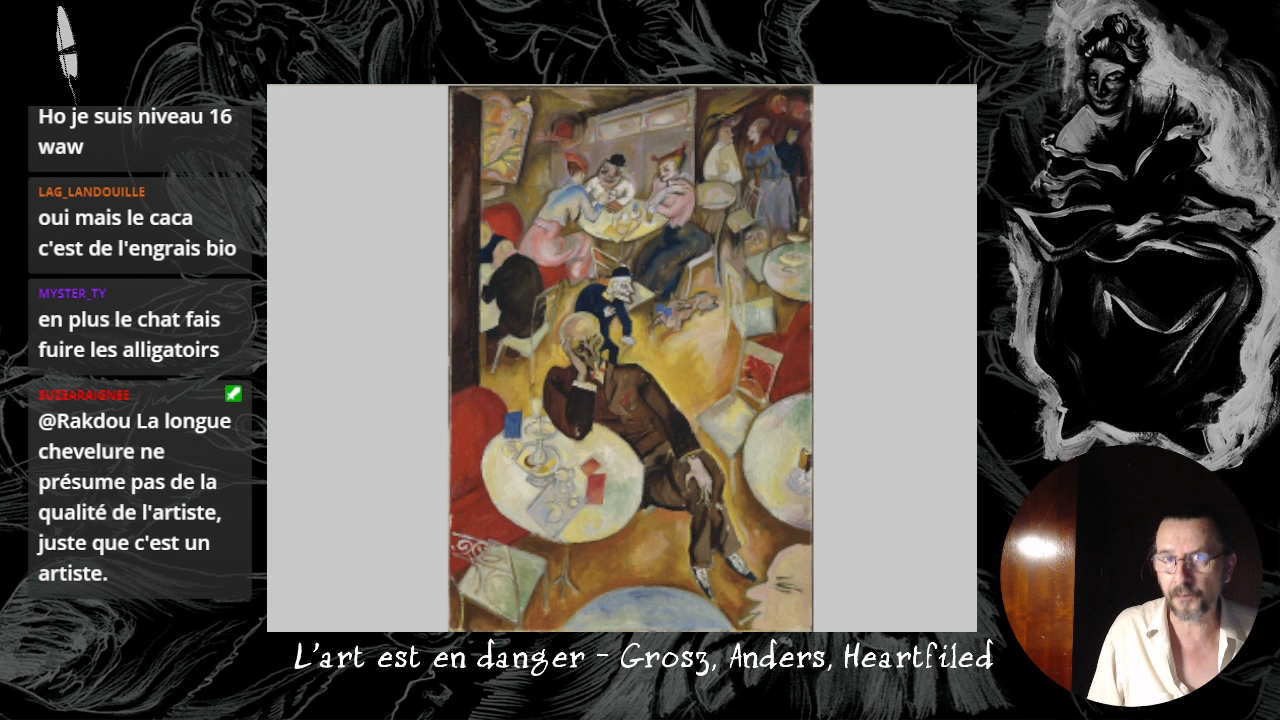 Ho je suis niveau 16
waw
LAG_LANDOUILLE
oui mais le caca
c'est de l'engrais bio
MYSTER_TY
en plus le chat fais
fuire les alligatoirs
SUZEARAIGNEE
@Rakdou La longue
chevelure ne
présume pas de la
qualité de l'artiste,
juste que c'est un
artiste.
L'art est en danger - Grosz, Anders, Heartfiled